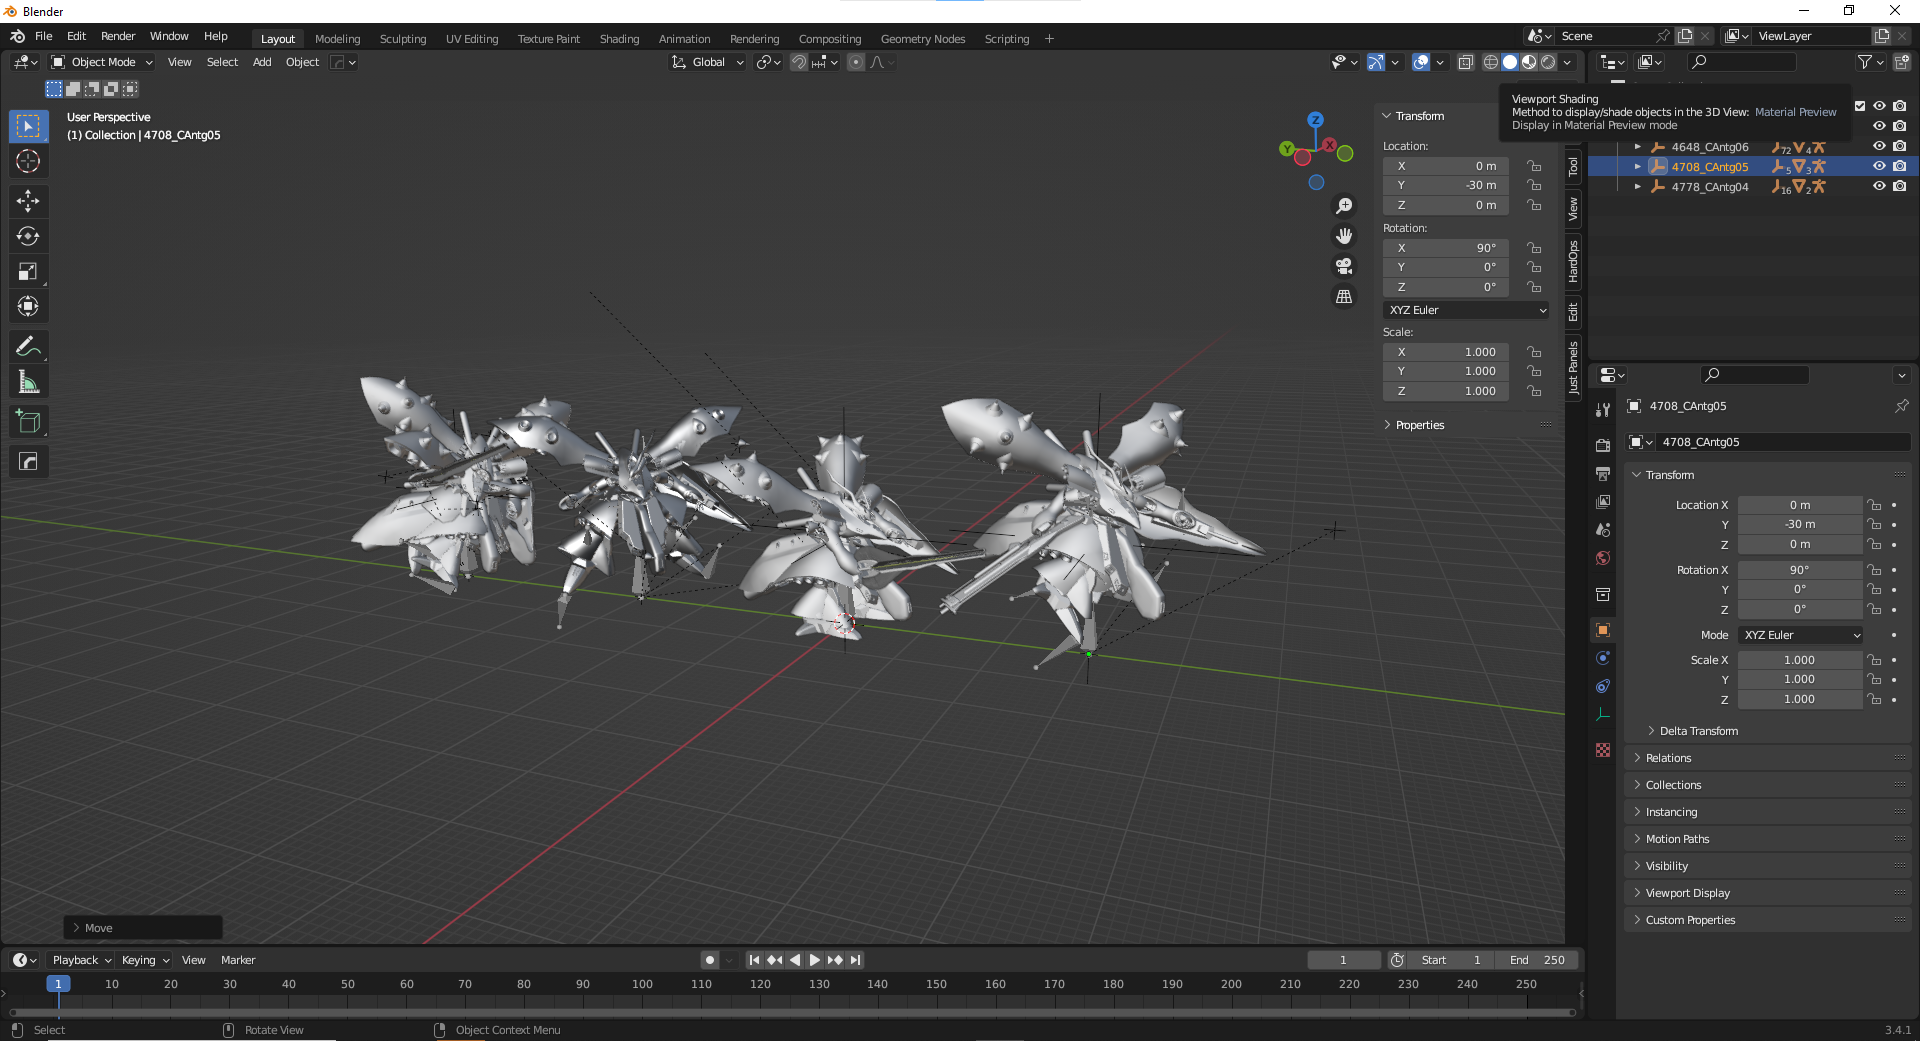 Blender
File Edit Render Window Help
Layout Modeling Sculpting UV Editing Texture Paint Shading Animation Rendering Compositing Geometry Nodes Scripting +
Scene
ViewLayer
Object Mode View Select Add Object
Global
User Perspective
(1) Collection | 4708_CAntg05
Z
Y
X
Transform
Location:
X 0 m
Y -30 m
Z 0 m
Rotation:
X 90°
Y 0°
Z 0°
XYZ Euler
Scale:
X 1.000
Y 1.000
Z 1.000
Properties
Tool
View
HardOps
Edit
Just Panels
Viewport Shading
Method to display/shade objects in the 3D View: Material Preview
Display in Material Preview mode
4648_CAntg06 72 4
4708_CAntg05 5 3
4778_CAntg04 16 2
4708_CAntg05
4708_CAntg05
Transform
Location X 0 m
Y -30 m
Z 0 m
Rotation X 90°
Y 0°
Z 0°
Mode XYZ Euler
Scale X 1.000
Y 1.000
Z 1.000
Delta Transform
Relations
Collections
Instancing
Motion Paths
Visibility
Viewport Display
Custom Properties
Move
Playback Keying View Marker
1 Start 1 End 250
1 10 20 30 40 50 60 70 80 90 100 110 120 130 140 150 160 170 180 190 200 210 220 230 240 250
Select Rotate View Object Context Menu
3.4.1